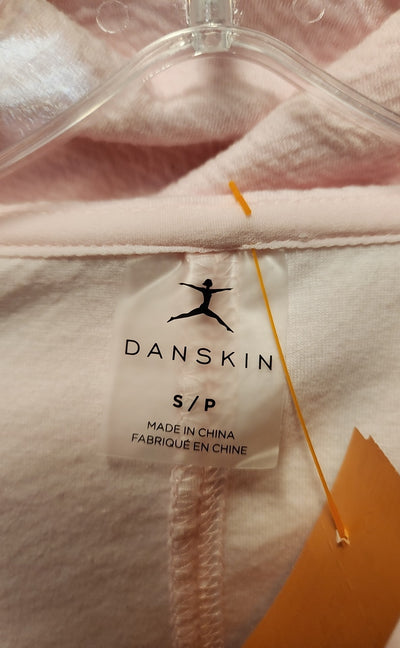 DANSKIN
S/P
MADE IN CHINA
FABRIQUÉ EN CHINE